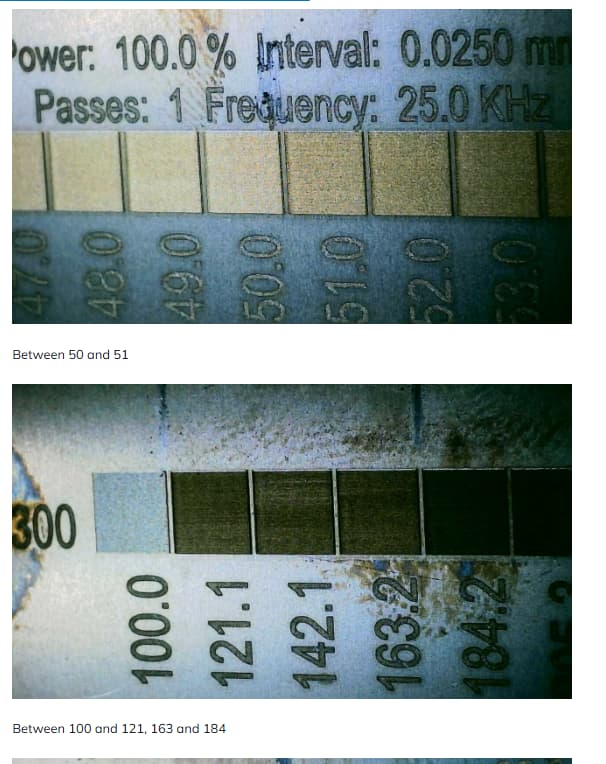 Power: 100.0 % Interval: 0.0250 mm
Passes: 1 Frequency: 25.0 KHz
47.0 48.0 49.0 50.0 51.0 52.0 53.0
Between 50 and 51
300
100.0 121.1 142.1 163.2 184.2
Between 100 and 121, 163 and 184